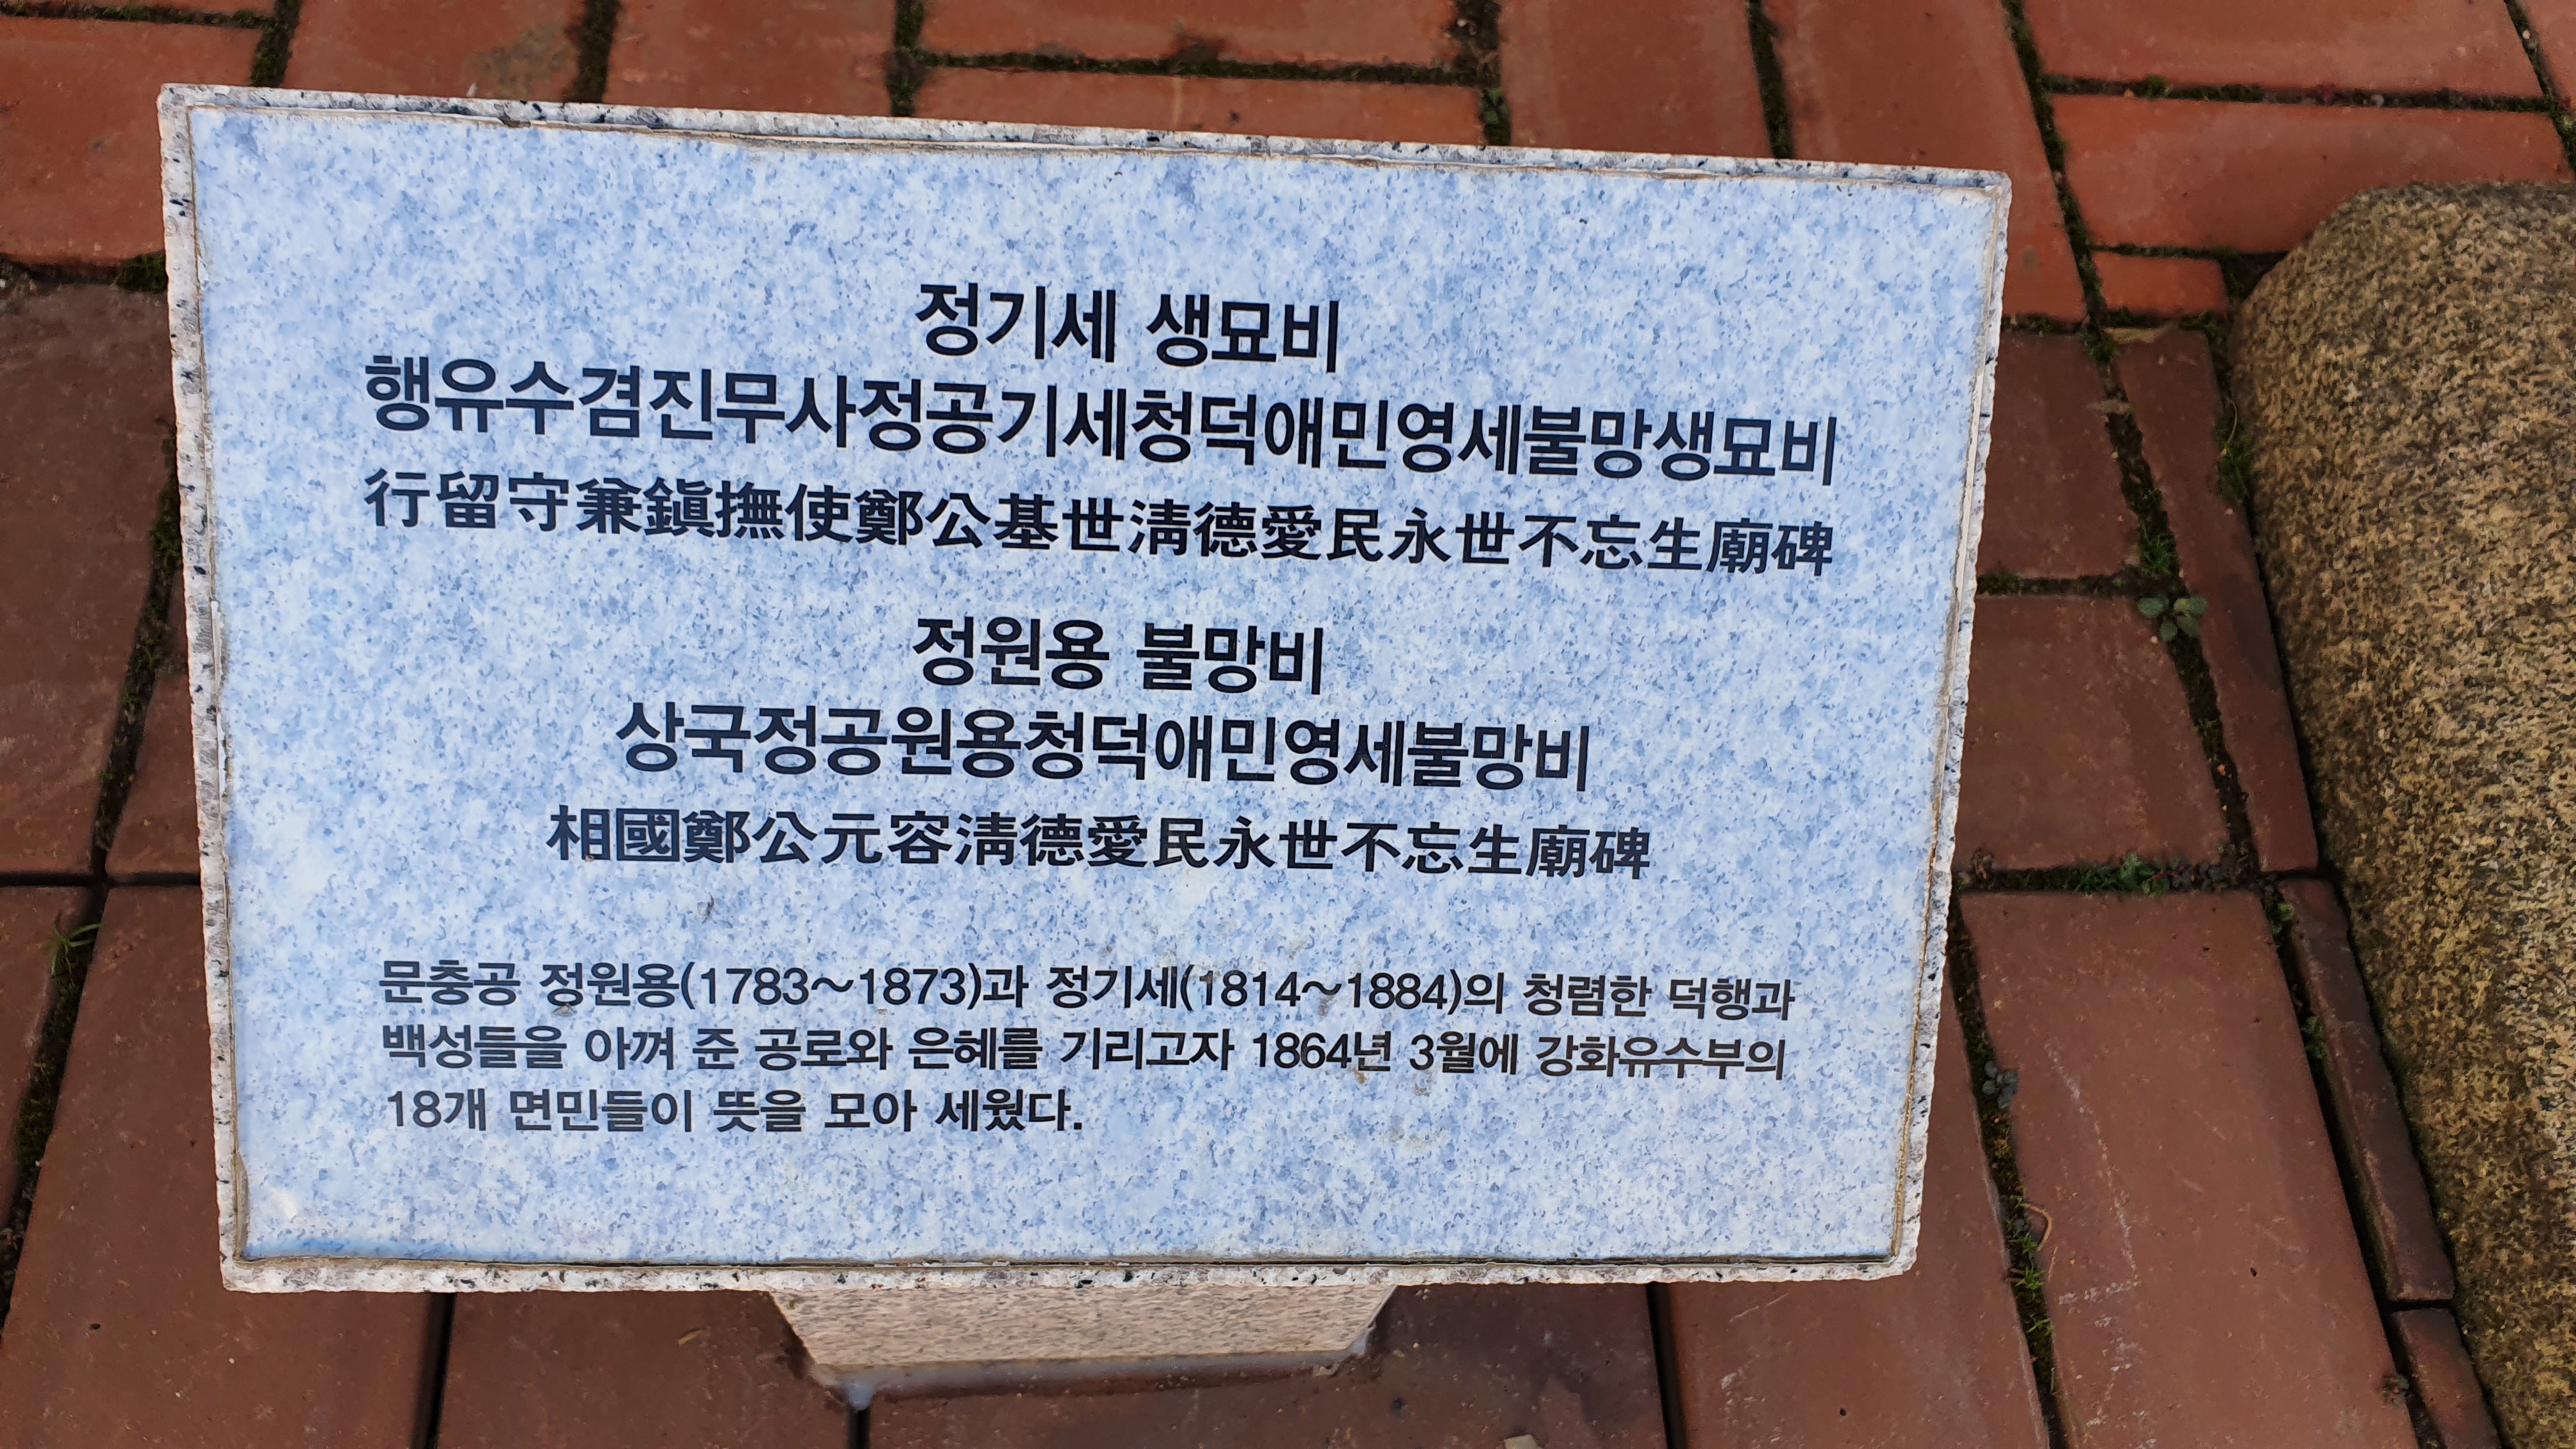 정기세 생묘비
행유수겸진무사정공기세청덕애민영세불망생묘비
行留守兼鎭撫使鄭公基世淸德愛民永世不忘生廟碑
정원용 불망비
상국정공원용청덕애민영세불망비
相國鄭公元容淸德愛民永世不忘生廟碑
문충공 정원용(1783～1873)과 정기세(1814～1884)의 청렴한 덕행과
백성들을 아껴 준 공로와 은혜를 기리고자 1864년 3월에 강화유수부의
18개 면민들이 뜻을 모아 세웠다.